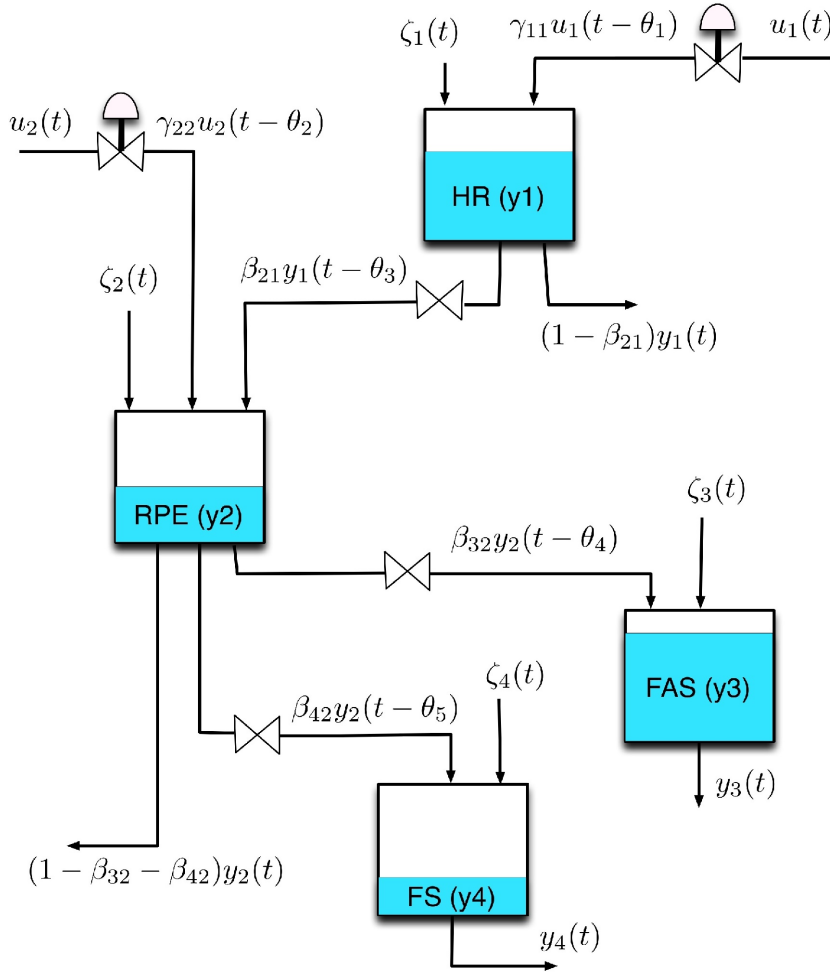 ζ₁(t)
γ₁₁u₁(t−θ₁)
u₁(t)
u₂(t)
γ₂₂u₂(t−θ₂)
HR (y1)
ζ₂(t)
β₂₁y₁(t−θ₃)
(1−β₂₁)y₁(t)
RPE (y2)
β₃₂y₂(t−θ₄)
ζ₃(t)
FAS (y3)
β₄₂y₂(t−θ₅)
ζ₄(t)
y₃(t)
(1−β₃₂−β₄₂)y₂(t)
FS (y4)
y₄(t)